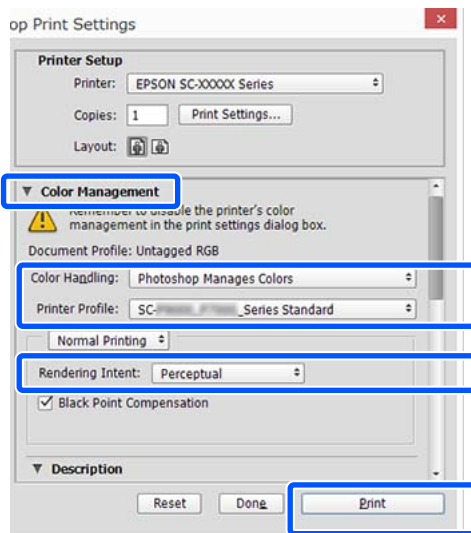 op Print Settings
Printer Setup
Printer: EPSON SC-XXXXX Series
Copies: 1 Print Settings...
Layout:
Color Management
Remember to disable the printer's color
management in the print settings dialog box.
Document Profile: Untagged RGB
Color Handling: Photoshop Manages Colors
Printer Profile: SC- _Series Standard
Normal Printing
Rendering Intent: Perceptual
Black Point Compensation
Description
Reset Done Print